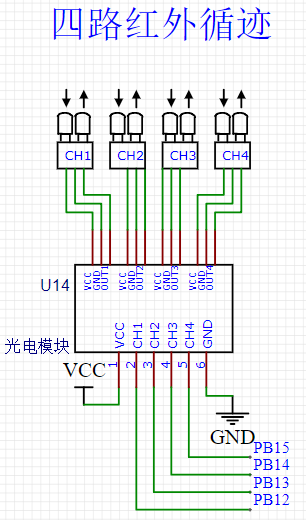 四路红外循迹
CH1 CH2 CH3 CH4
VCC GND OUT1 VCC GND OUT2 VCC GND OUT3 VCC GND OUT4
U14
光电模块
VCC CH1 CH2 CH3 CH4 GND
1 2 3 4 5 6
VCC
GND
PB15
PB14
PB13
PB12